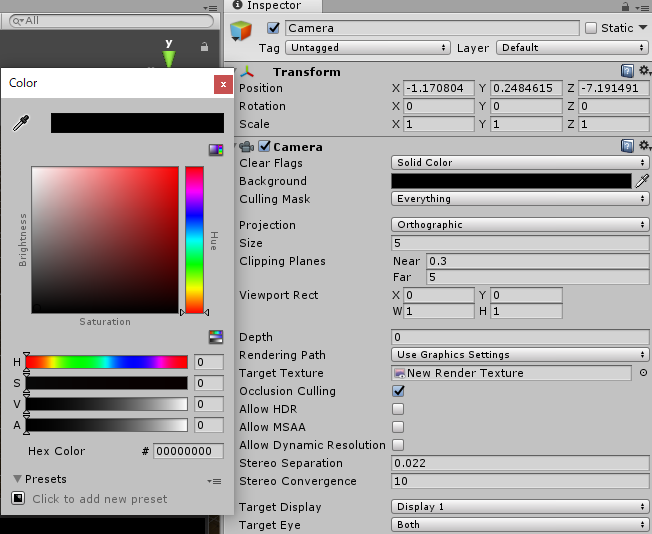 All
y
Color
x
Brightness
Hue
Saturation
H 0
S 0
V 0
A 0
Hex Color # 00000000
Presets
Click to add new preset
Inspector
Camera Static
Tag Untagged Layer Default
Transform
Position X -1.170804 Y 0.2484615 Z -7.191491
Rotation X 0 Y 0 Z 0
Scale X 1 Y 1 Z 1
Camera
Clear Flags Solid Color
Background
Culling Mask Everything
Projection Orthographic
Size 5
Clipping Planes Near 0.3
Far 5
Viewport Rect X 0 Y 0
W 1 H 1
Depth 0
Rendering Path Use Graphics Settings
Target Texture New Render Texture
Occlusion Culling
Allow HDR
Allow MSAA
Allow Dynamic Resolution
Stereo Separation 0.022
Stereo Convergence 10
Target Display Display 1
Target Eye Both